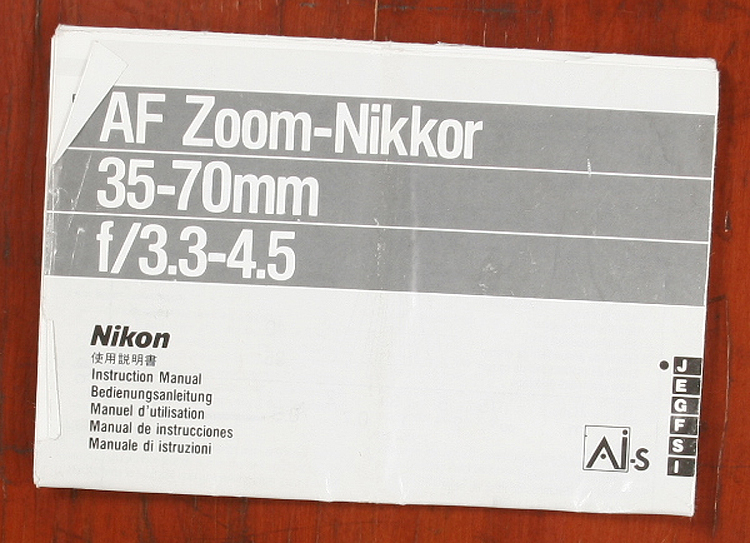 AF Zoom-Nikkor
35-70mm
f/3.3-4.5
Nikon
使用説明書
Instruction Manual
Bedienungsanleitung
Manuel d'utilisation
Manual de instrucciones
Manuale di istruzioni
Ai-s
J
E
G
F
S
I